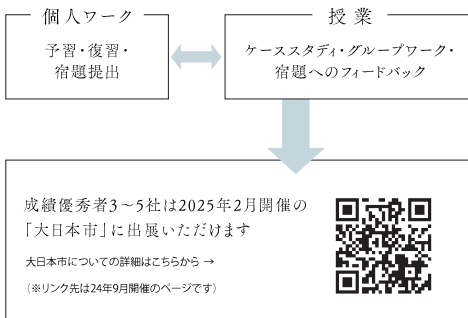 個人ワーク
予習・復習・
宿題提出
授業
ケーススタディ・グループワーク・
宿題へのフィードバック
成績優秀者3～5社は2025年2月開催の
「大日本市」に出展いただけます
大日本市についての詳細はこちらから →
（※リンク先は24年9月開催のページです）